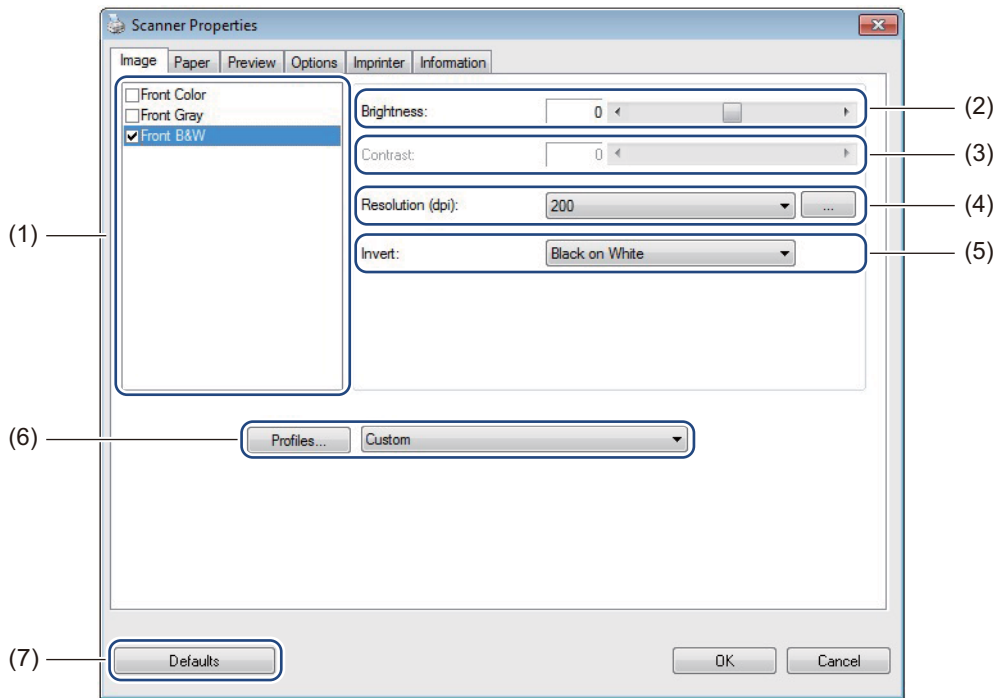 Scanner Properties
Image Paper Preview Options Imprinter Information
Front Color
Front Gray
Front B&W
(1)
Brightness: 0
(2)
Contrast: 0
(3)
Resolution (dpi): 200 ...
(4)
Invert: Black on White
(5)
(6)
Profiles... Custom
(7)
Defaults OK Cancel